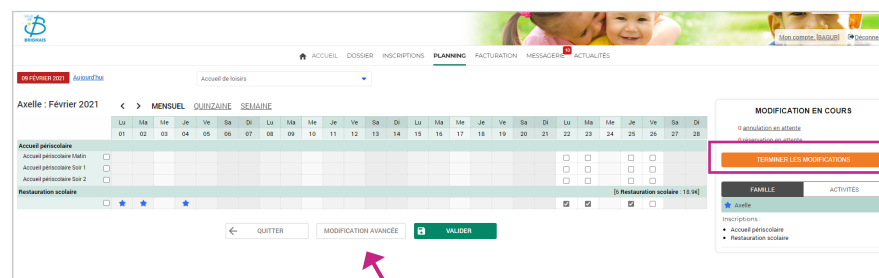 BRIGNAIS
Mon compte: [BAGUR] Déconne
ACCUEIL DOSSIER INSCRIPTIONS PLANNING FACTURATION MESSAGERIE 10 ACTUALITÉS
09 FÉVRIER 2021 Aujourd'hui Accueil de loisirs
Axelle : Février 2021 < > MENSUEL QUINZAINE SEMAINE
Lu Ma Me Je Ve Sa Di Lu Ma Me Je Ve Sa Di Lu Ma Me Je Ve Sa Di Lu Ma Me Je Ve Sa Di
01 02 03 04 05 06 07 08 09 10 11 12 13 14 15 16 17 18 19 20 21 22 23 24 25 26 27 28
Accueil périscolaire
Accueil périscolaire Matin
Accueil périscolaire Soir 1
Accueil périscolaire Soir 2
Restauration scolaire [6 Restauration scolaire : 18.9€]
QUITTER MODIFICATION AVANCÉE VALIDER
MODIFICATION EN COURS
0 annulation en attente
0 réservation en attente
TERMINER LES MODIFICATIONS
FAMILLE ACTIVITÉS
Axelle
Inscriptions :
• Accueil périscolaire
• Restauration scolaire